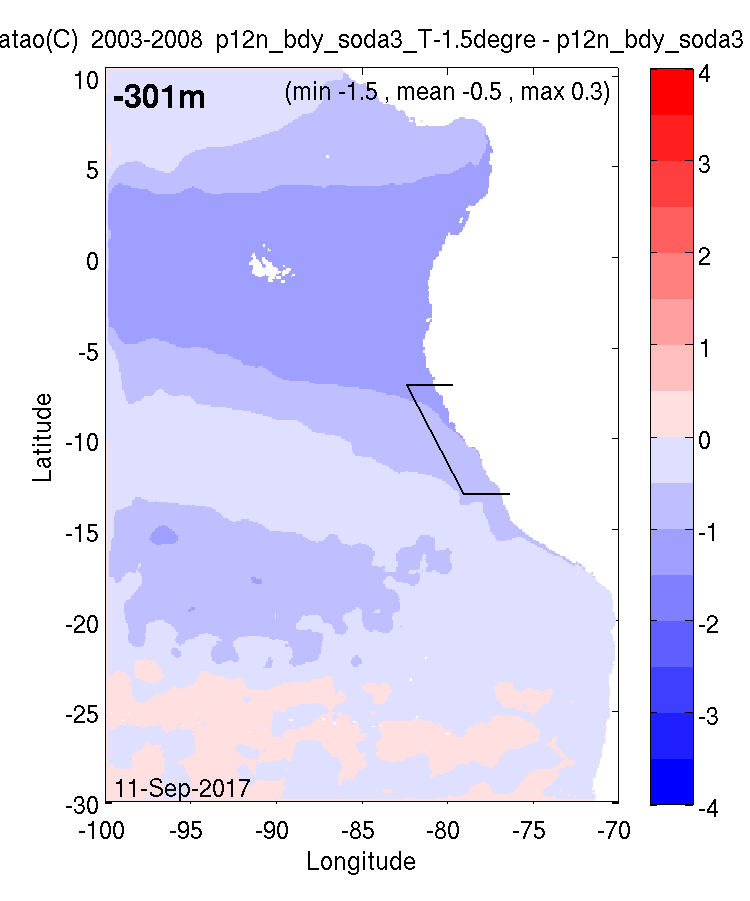 atao(C) 2003-2008 p12n_bdy_soda3_T-1.5degre - p12n_bdy_soda3
-301m
(min -1.5 , mean -0.5 , max 0.3)
10
5
0
-5
-10
-15
-20
-25
-30
Latitude
11-Sep-2017
-100 -95 -90 -85 -80 -75 -70
Longitude
4
3
2
1
0
-1
-2
-3
-4